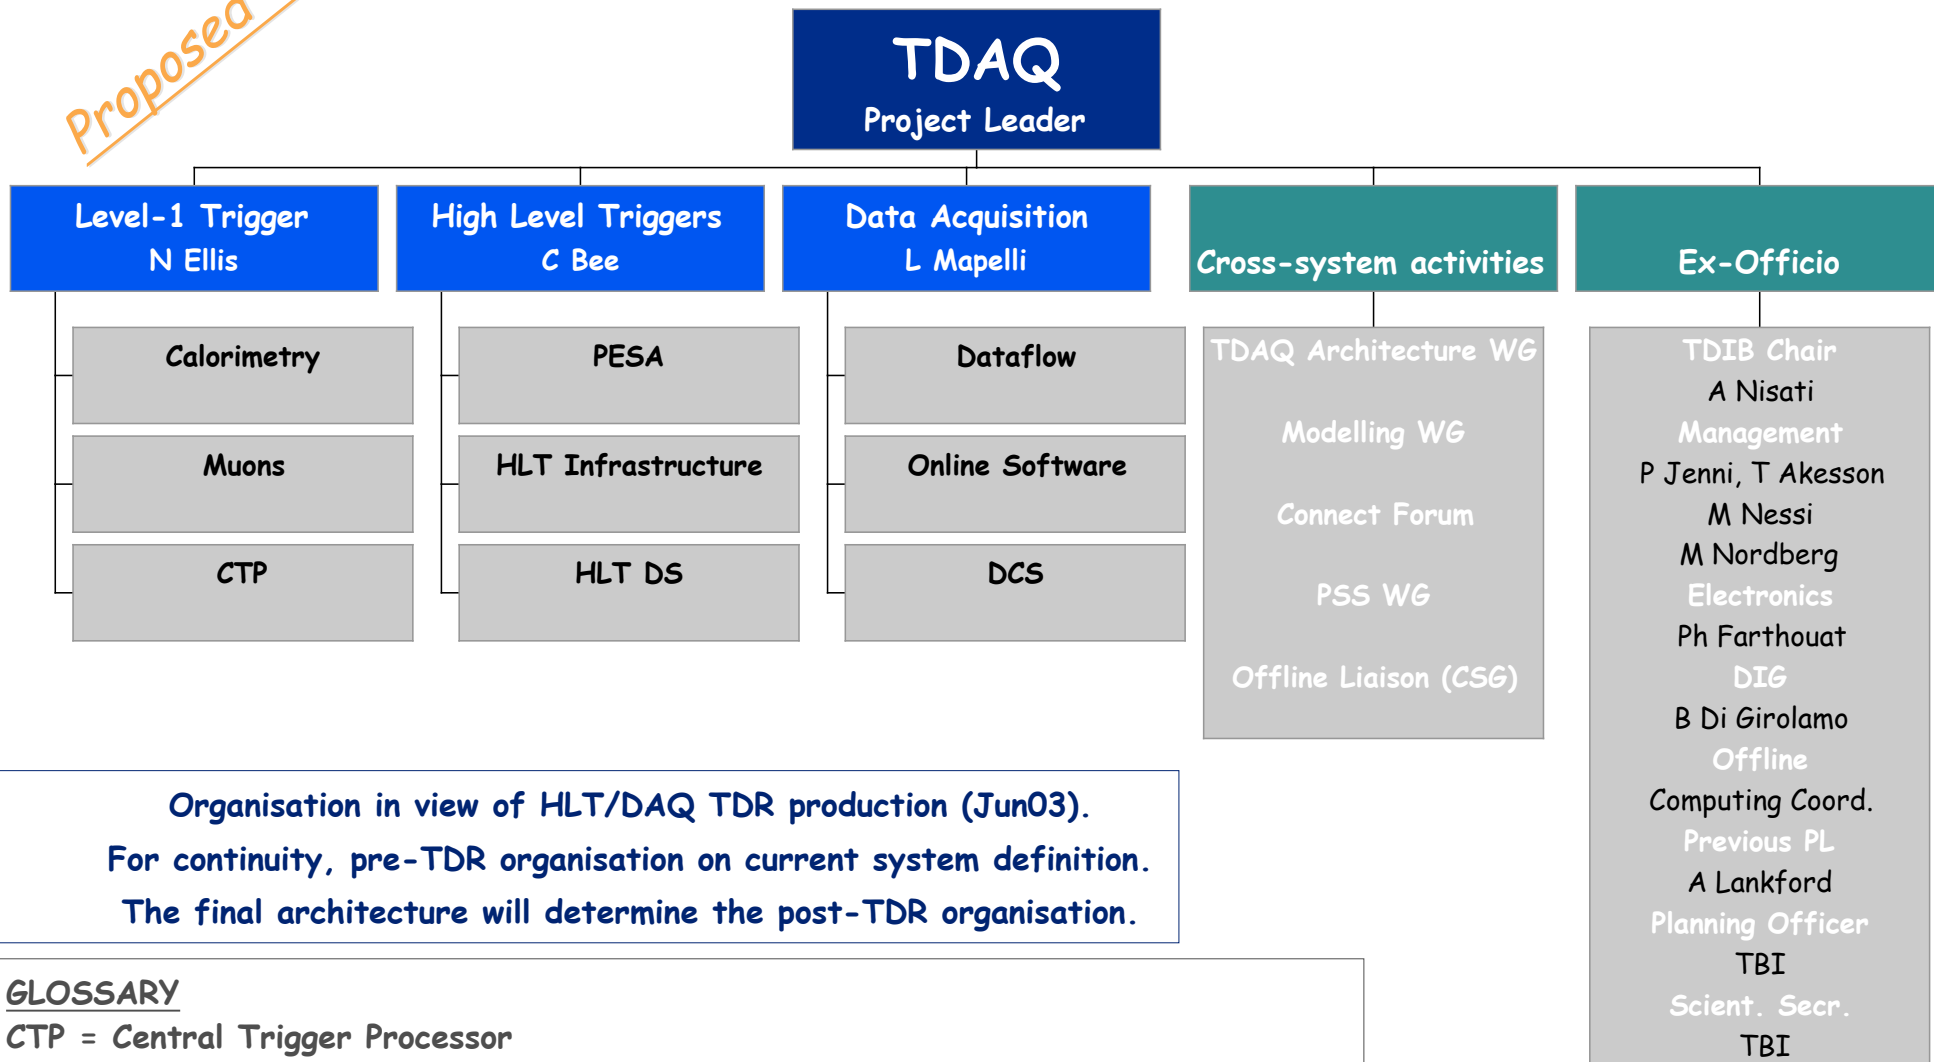 Proposed
TDAQ
Project Leader
Level-1 Trigger
N Ellis
High Level Triggers
C Bee
Data Acquisition
L Mapelli
Cross-system activities
Ex-Officio
Calorimetry
Muons
CTP
PESA
HLT Infrastructure
HLT DS
Dataflow
Online Software
DCS
TDAQ Architecture WG
Modelling WG
Connect Forum
PSS WG
Offline Liaison (CSG)
TDIB Chair
A Nisati
Management
P Jenni, T Akesson
M Nessi
M Nordberg
Electronics
Ph Farthouat
DIG
B Di Girolamo
Offline
Computing Coord.
Previous PL
A Lankford
Planning Officer
TBI
Scient. Secr.
TBI
Organisation in view of HLT/DAQ TDR production (Jun03).
For continuity, pre-TDR organisation on current system definition.
The final architecture will determine the post-TDR organisation.
GLOSSARY
CTP = Central Trigger Processor